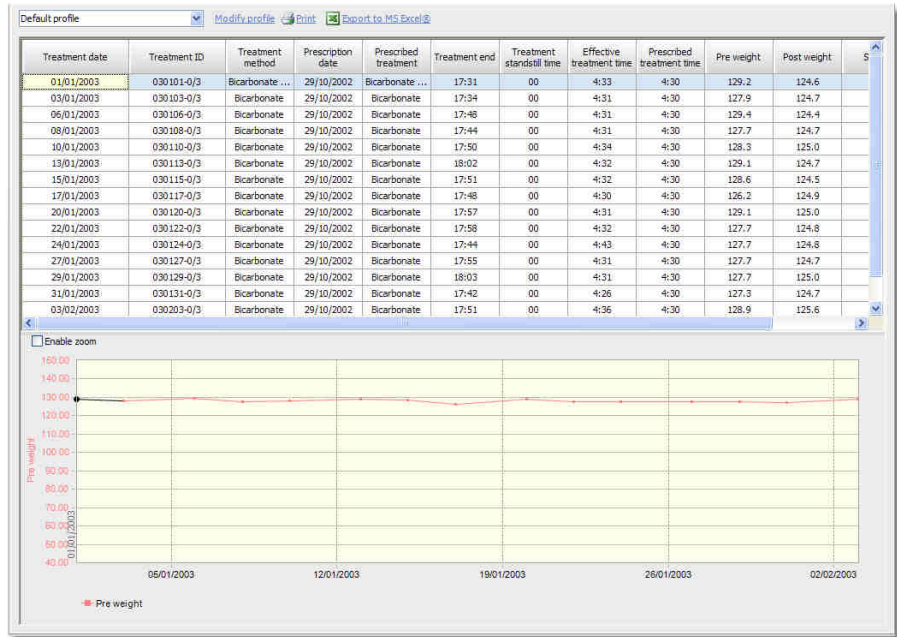 Default profile Modify profile Print Export to MS Excel®
Treatment date Treatment ID Treatment method Prescription date Prescribed treatment Treatment end Treatment standstill time Effective treatment time Prescribed treatment time Pre weight Post weight S
01/01/2003 030101-0/3 Bicarbonate ... 29/10/2002 Bicarbonate ... 17:31 00 4:33 4:30 129.2 124.6
03/01/2003 030103-0/3 Bicarbonate 29/10/2002 Bicarbonate 17:34 00 4:31 4:30 127.9 124.7
06/01/2003 030106-0/3 Bicarbonate 29/10/2002 Bicarbonate 17:48 00 4:31 4:30 129.4 124.4
08/01/2003 030108-0/3 Bicarbonate 29/10/2002 Bicarbonate 17:44 00 4:31 4:30 127.7 124.7
10/01/2003 030110-0/3 Bicarbonate 29/10/2002 Bicarbonate 17:50 00 4:34 4:30 128.3 125.0
13/01/2003 030113-0/3 Bicarbonate 29/10/2002 Bicarbonate 18:02 00 4:32 4:30 129.1 124.7
15/01/2003 030115-0/3 Bicarbonate 29/10/2002 Bicarbonate 17:51 00 4:32 4:30 128.6 124.5
17/01/2003 030117-0/3 Bicarbonate 29/10/2002 Bicarbonate 17:48 00 4:30 4:30 126.2 124.9
20/01/2003 030120-0/3 Bicarbonate 29/10/2002 Bicarbonate 17:57 00 4:31 4:30 129.1 125.0
22/01/2003 030122-0/3 Bicarbonate 29/10/2002 Bicarbonate 17:58 00 4:32 4:30 127.7 124.8
24/01/2003 030124-0/3 Bicarbonate 29/10/2002 Bicarbonate 17:44 00 4:43 4:30 127.7 124.8
27/01/2003 030127-0/3 Bicarbonate 29/10/2002 Bicarbonate 17:55 00 4:31 4:30 127.7 124.7
29/01/2003 030129-0/3 Bicarbonate 29/10/2002 Bicarbonate 18:03 00 4:31 4:30 127.7 125.0
31/01/2003 030131-0/3 Bicarbonate 29/10/2002 Bicarbonate 17:42 00 4:26 4:30 127.3 124.7
03/02/2003 030203-0/3 Bicarbonate 29/10/2002 Bicarbonate 17:51 00 4:36 4:30 128.9 125.6
Enable zoom
160.00
140.00
130.00
120.00
110.00
100.00
90.00
80.00
70.00
60.00
50.00
40.00
Pre weight
01/01/2003
05/01/2003 12/01/2003 19/01/2003 26/01/2003 02/02/2003
Pre weight